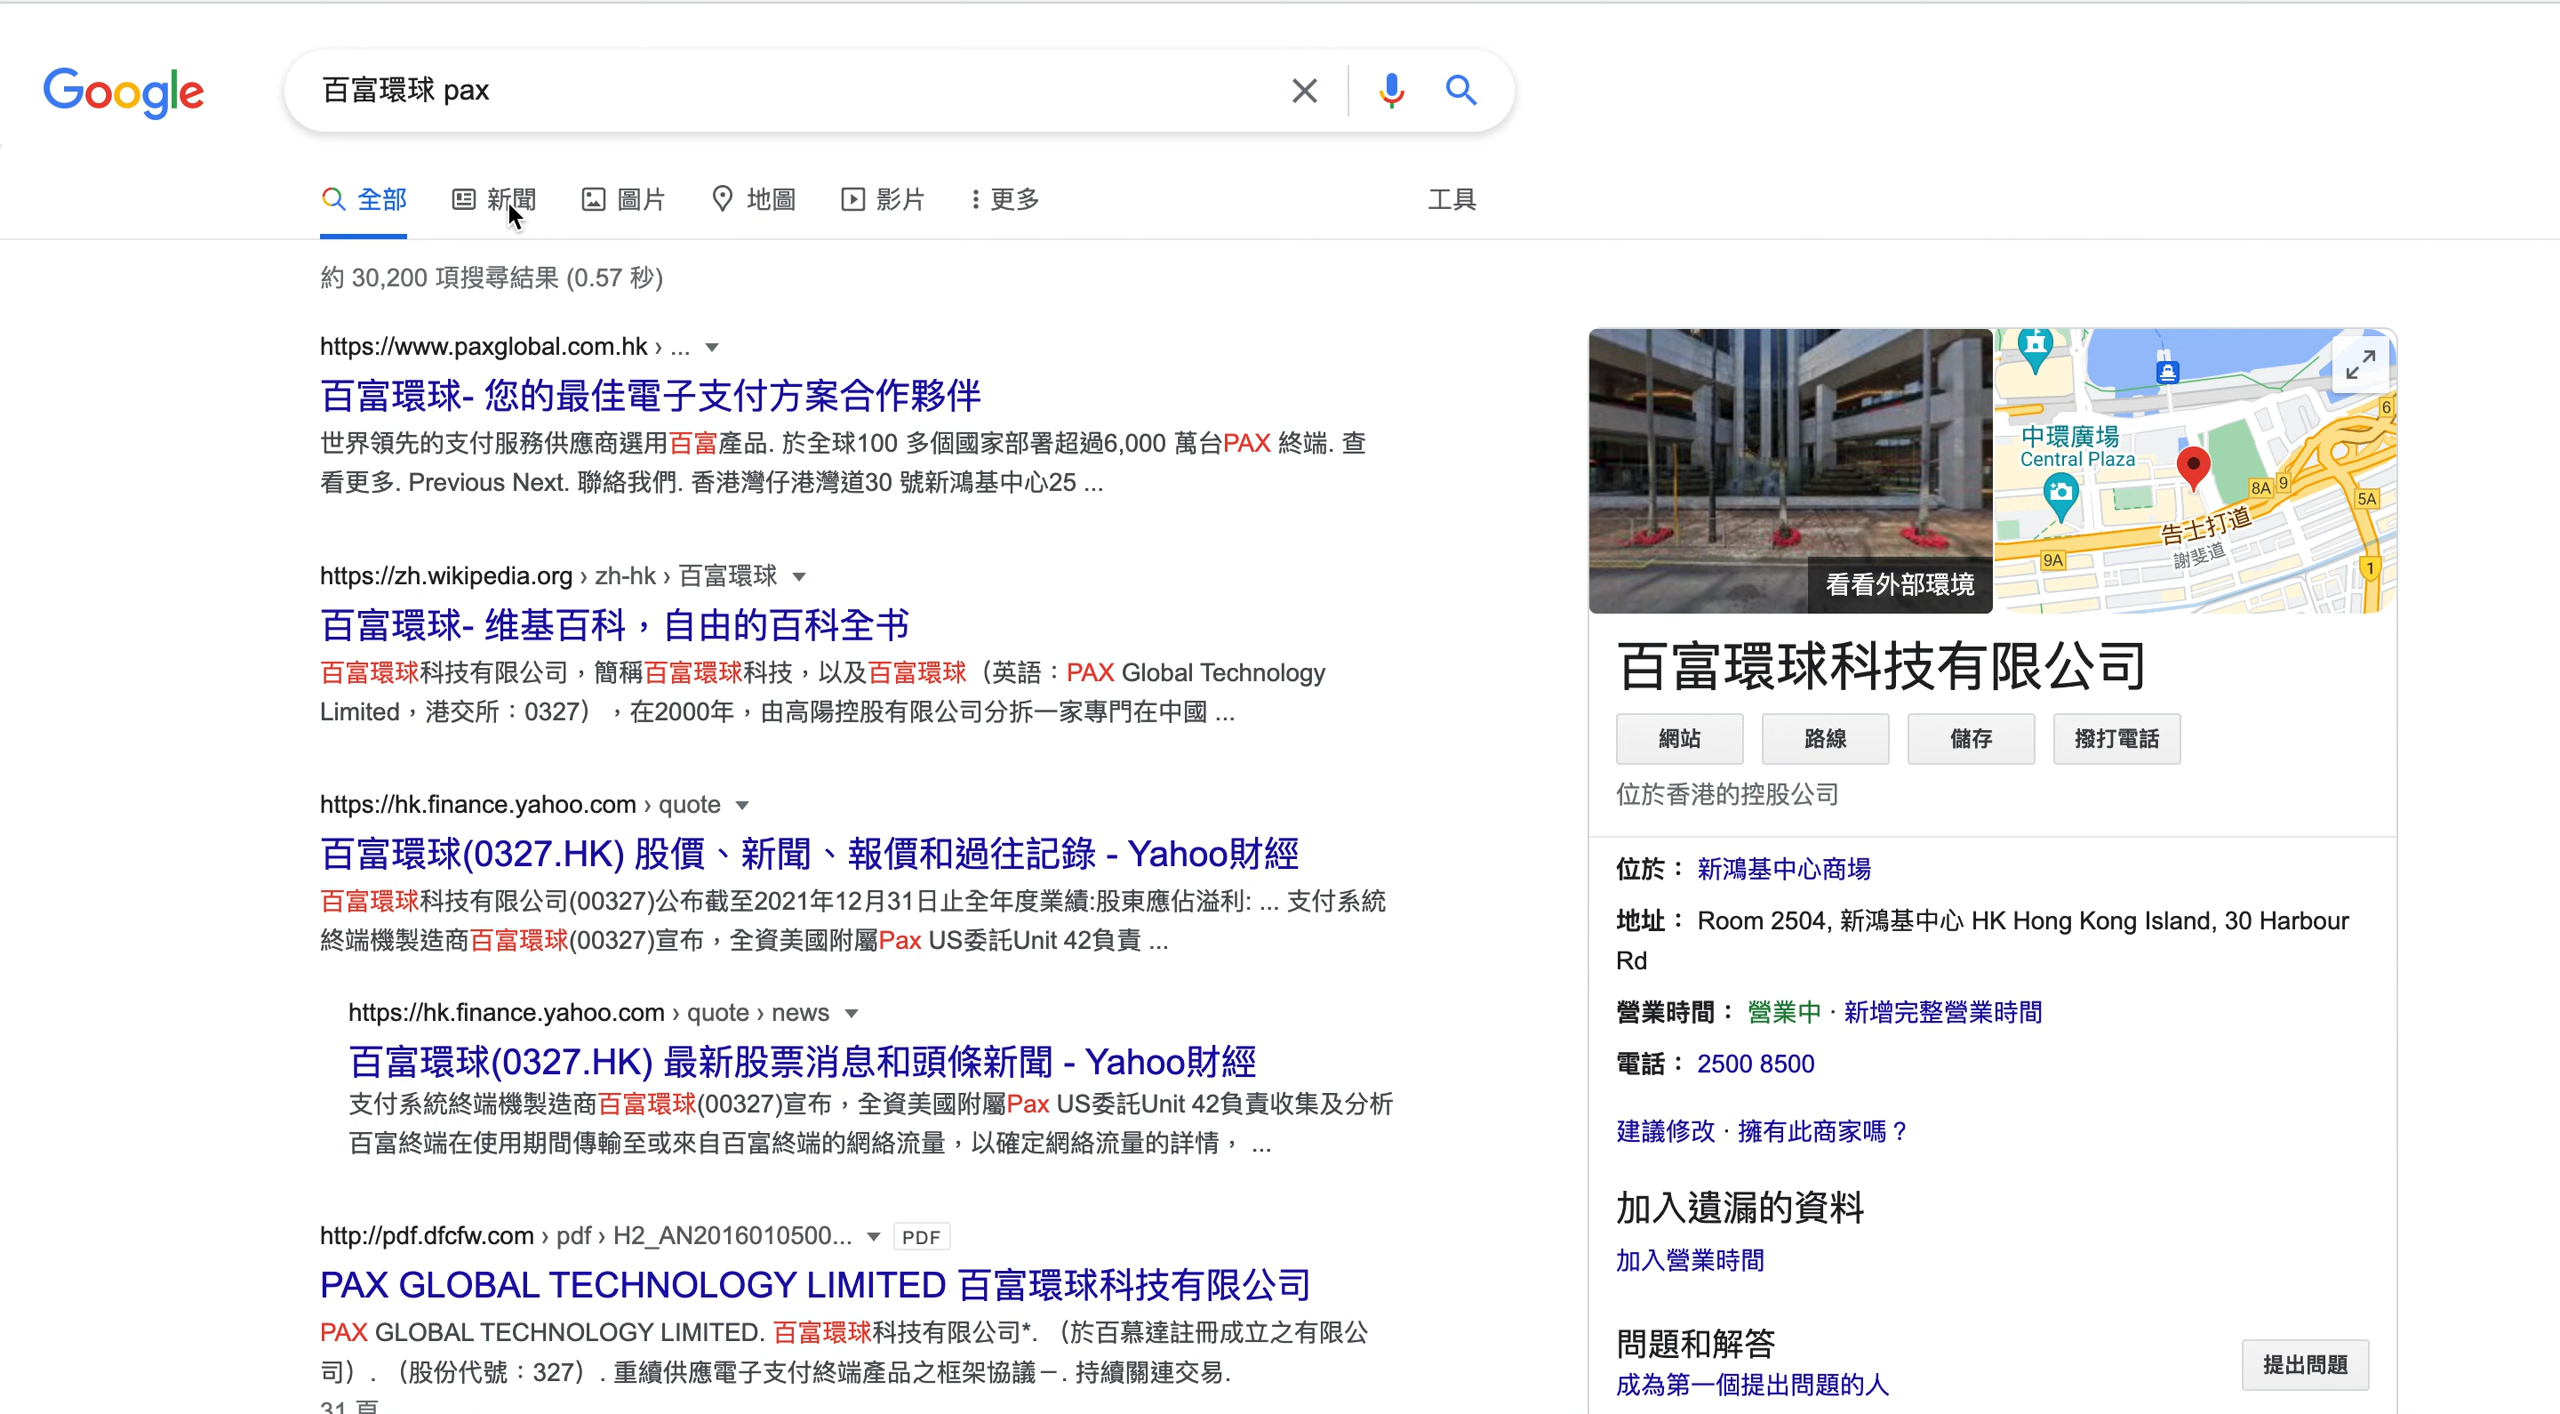 Google
百富環球 pax
全部
新聞
圖片
地圖
影片
更多
工具
約 30,200 項搜尋結果 (0.57 秒)
https://www.paxglobal.com.hk › ...
百富環球- 您的最佳電子支付方案合作夥伴
世界領先的支付服務供應商選用百富產品. 於全球100 多個國家部署超過6,000 萬台PAX 終端. 查
看更多. Previous Next. 聯絡我們. 香港灣仔港灣道30 號新鴻基中心25 ...
https://zh.wikipedia.org › zh-hk › 百富環球
百富環球- 维基百科，自由的百科全书
百富環球科技有限公司，簡稱百富環球科技，以及百富環球（英語：PAX Global Technology
Limited，港交所：0327），在2000年，由高陽控股有限公司分拆一家專門在中國 ...
https://hk.finance.yahoo.com › quote
百富環球(0327.HK) 股價、新聞、報價和過往記錄 - Yahoo財經
百富環球科技有限公司(00327)公布截至2021年12月31日止全年度業績:股東應佔溢利: ... 支付系統
終端機製造商百富環球(00327)宣布，全資美國附屬Pax US委託Unit 42負責 ...
https://hk.finance.yahoo.com › quote › news
百富環球(0327.HK) 最新股票消息和頭條新聞 - Yahoo財經
支付系統終端機製造商百富環球(00327)宣布，全資美國附屬Pax US委託Unit 42負責收集及分析
百富終端在使用期間傳輸至或來自百富終端的網絡流量，以確定網絡流量的詳情， ...
http://pdf.dfcfw.com › pdf › H2_AN2016010500... PDF
PAX GLOBAL TECHNOLOGY LIMITED 百富環球科技有限公司
PAX GLOBAL TECHNOLOGY LIMITED. 百富環球科技有限公司*. （於百慕達註冊成立之有限公
司）. （股份代號：327）. 重續供應電子支付終端產品之框架協議－. 持續關連交易.
31 頁
看看外部環境
中環廣場
Central Plaza
6
8A
9
5A
告士打道
謝斐道
9A
1
百富環球科技有限公司
網站
路線
儲存
撥打電話
位於香港的控股公司
位於： 新鴻基中心商場
地址： Room 2504, 新鴻基中心 HK Hong Kong Island, 30 Harbour
Rd
營業時間： 營業中 · 新增完整營業時間
電話： 2500 8500
建議修改 · 擁有此商家嗎？
加入遺漏的資料
加入營業時間
問題和解答
提出問題
成為第一個提出問題的人